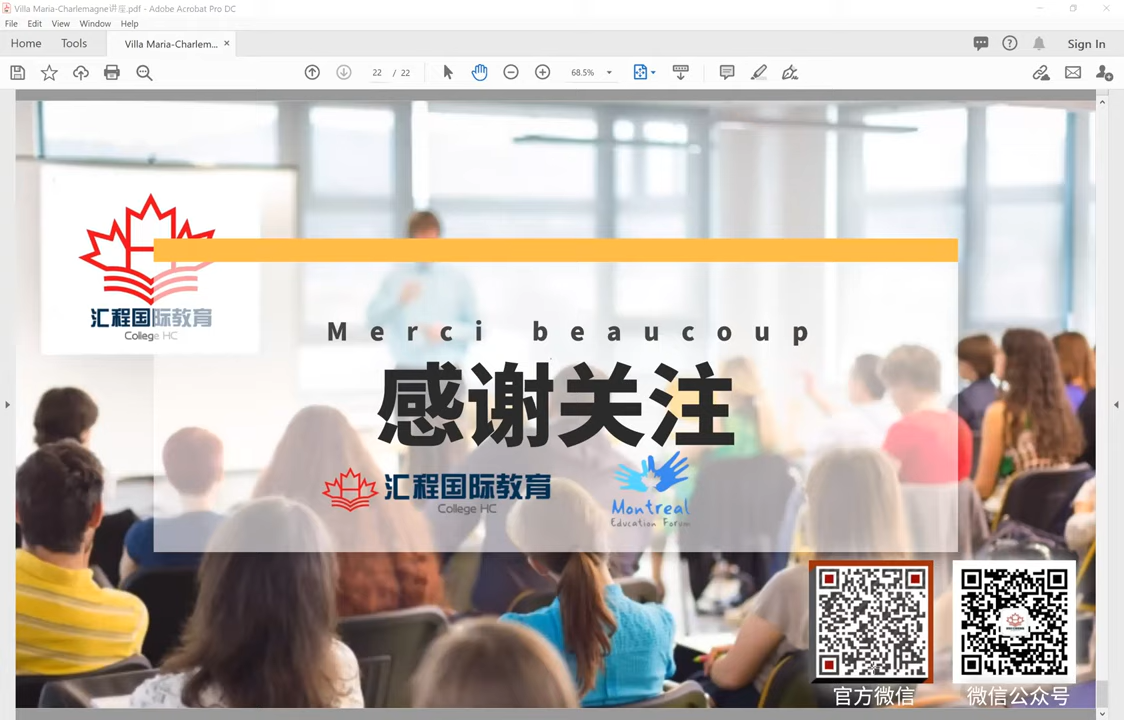 Villa Maria-Charlemagne讲座.pdf - Adobe Acrobat Pro DC
File Edit View Window Help
Home Tools Villa Maria-Charlem... × Sign In
22 / 22 68.5%
汇程国际教育
College HC
Merci beaucoup
感谢关注
汇程国际教育
College HC
Montreal
Education Forum
官方微信 微信公众号